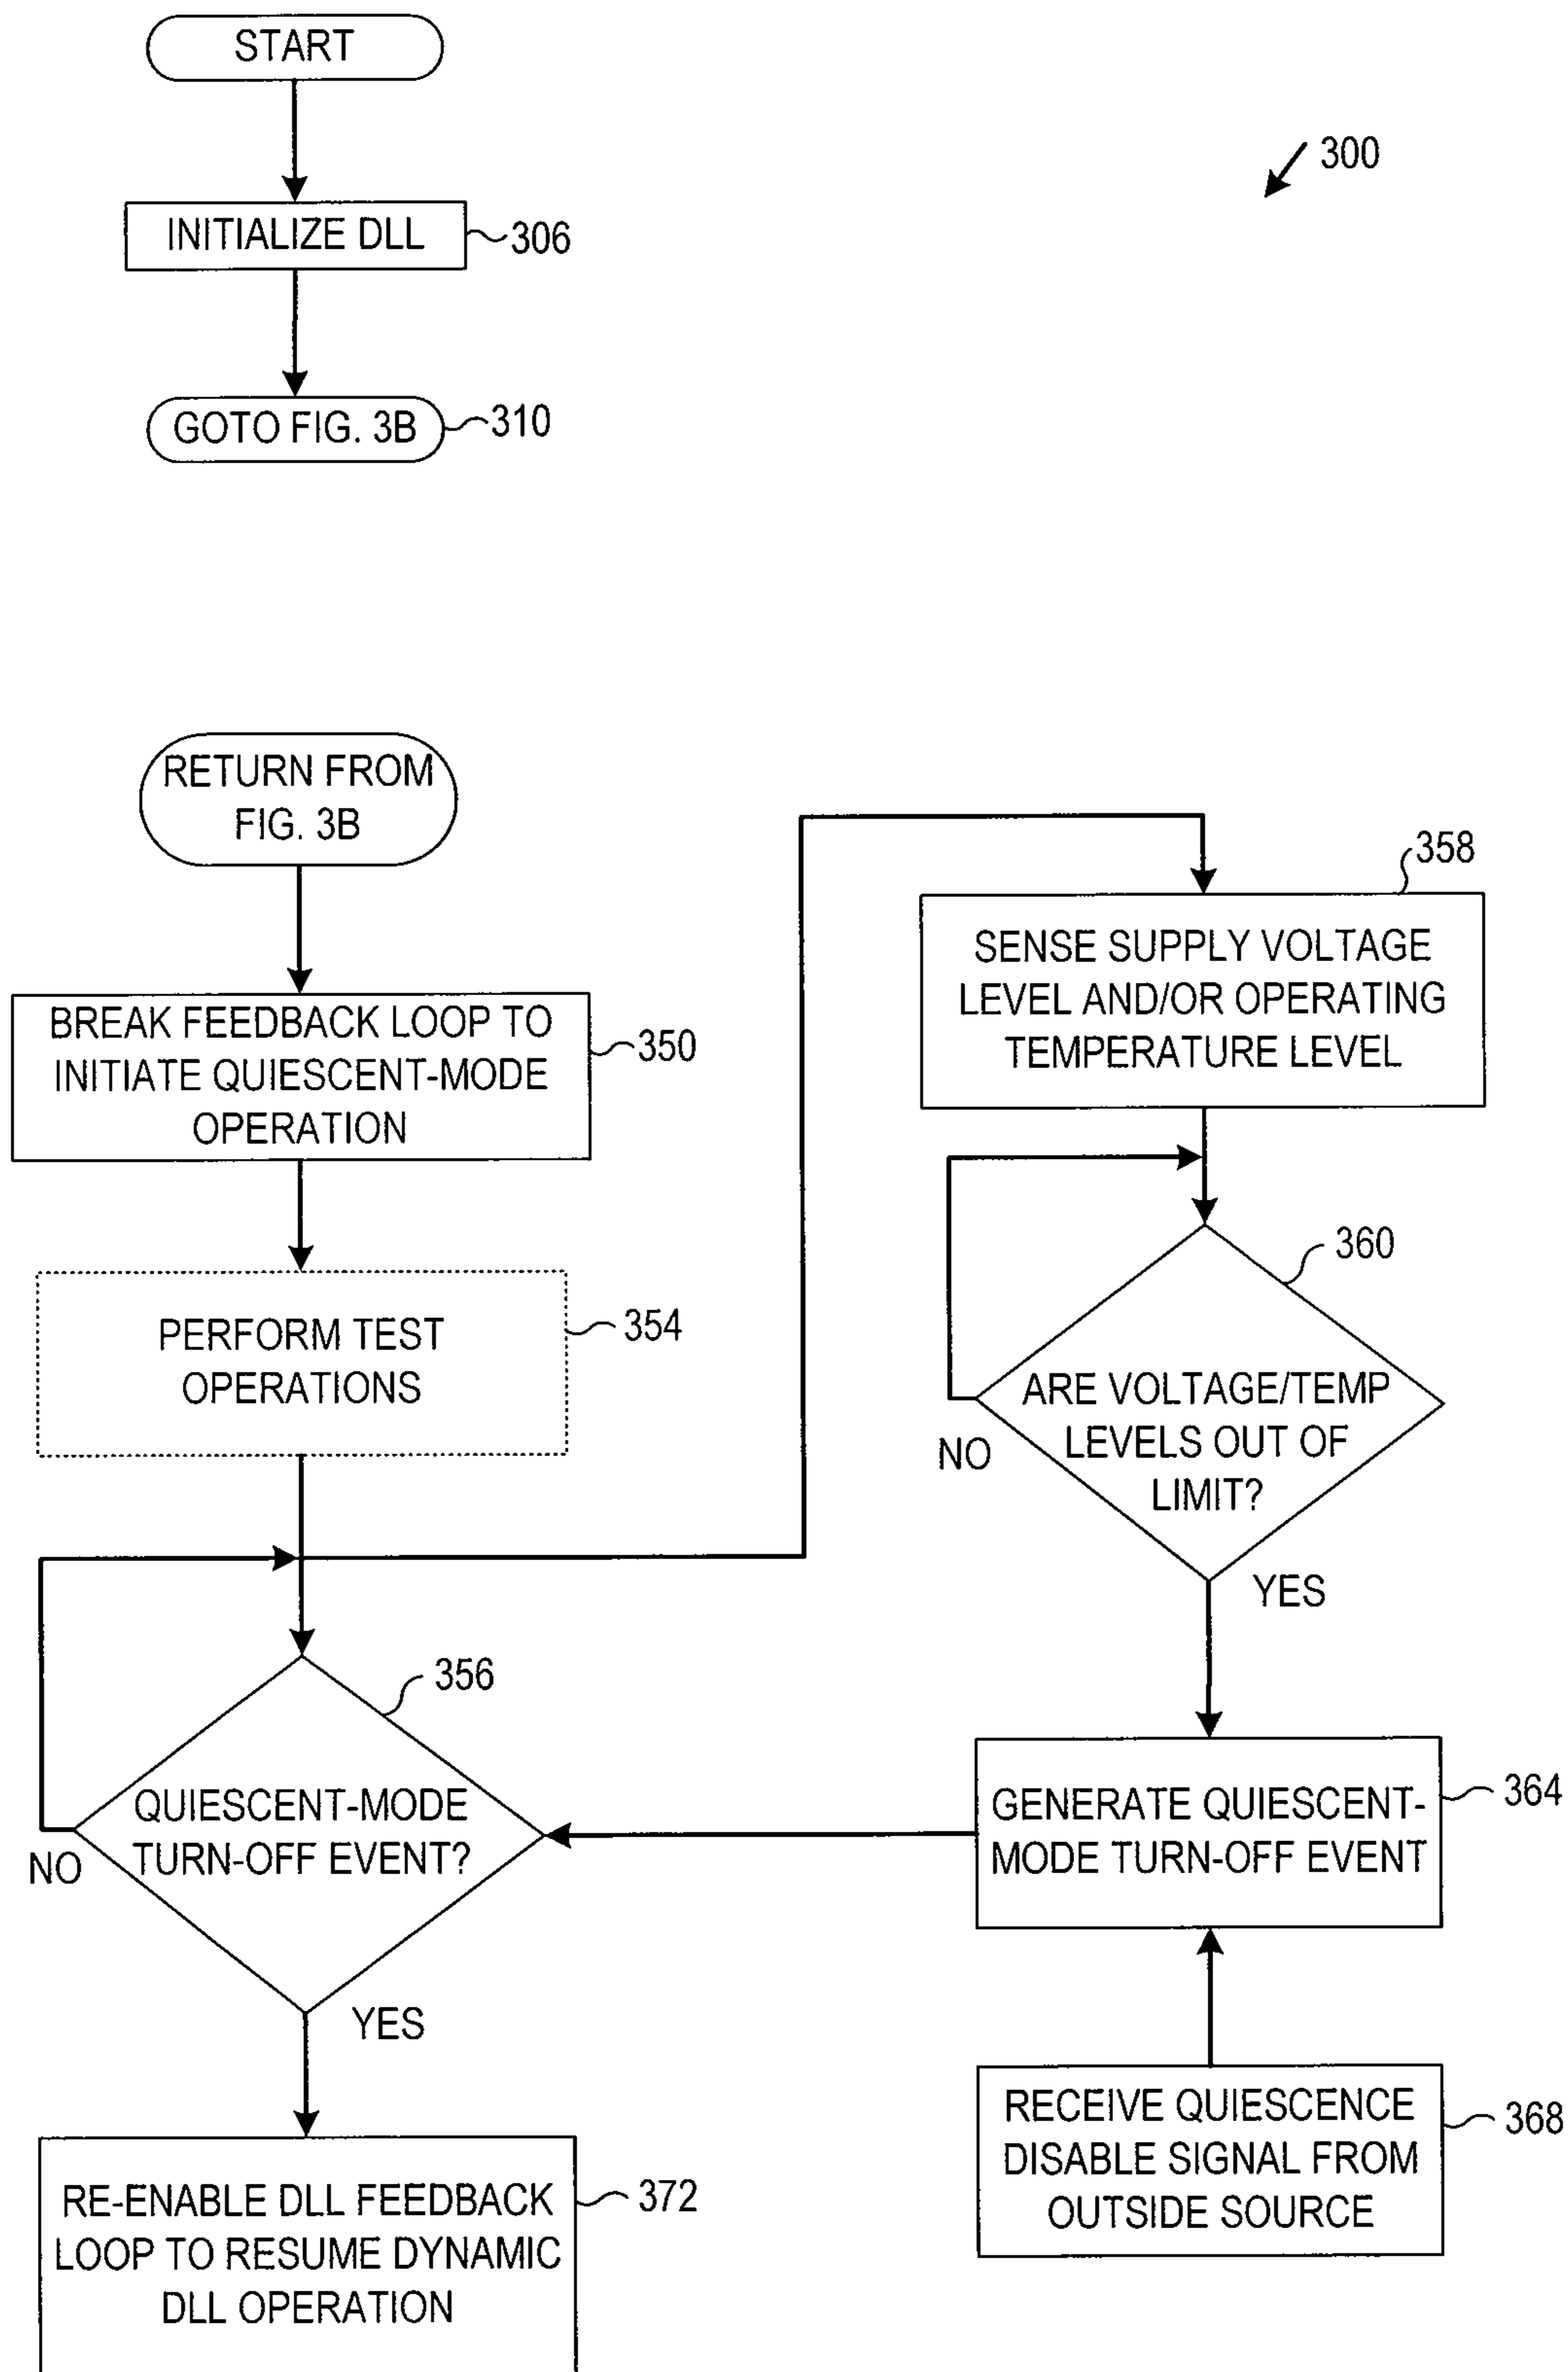 START
300
INITIALIZE DLL
306
GOTO FIG. 3B
310
RETURN FROM
FIG. 3B
BREAK FEEDBACK LOOP TO
INITIATE QUIESCENT-MODE
OPERATION
350
PERFORM TEST
OPERATIONS
354
356
QUIESCENT-MODE
TURN-OFF EVENT?
NO
YES
RE-ENABLE DLL FEEDBACK
LOOP TO RESUME DYNAMIC
DLL OPERATION
372
358
SENSE SUPPLY VOLTAGE
LEVEL AND/OR OPERATING
TEMPERATURE LEVEL
360
ARE VOLTAGE/TEMP
LEVELS OUT OF
LIMIT?
NO
YES
GENERATE QUIESCENT-
MODE TURN-OFF EVENT
364
RECEIVE QUIESCENCE
DISABLE SIGNAL FROM
OUTSIDE SOURCE
368